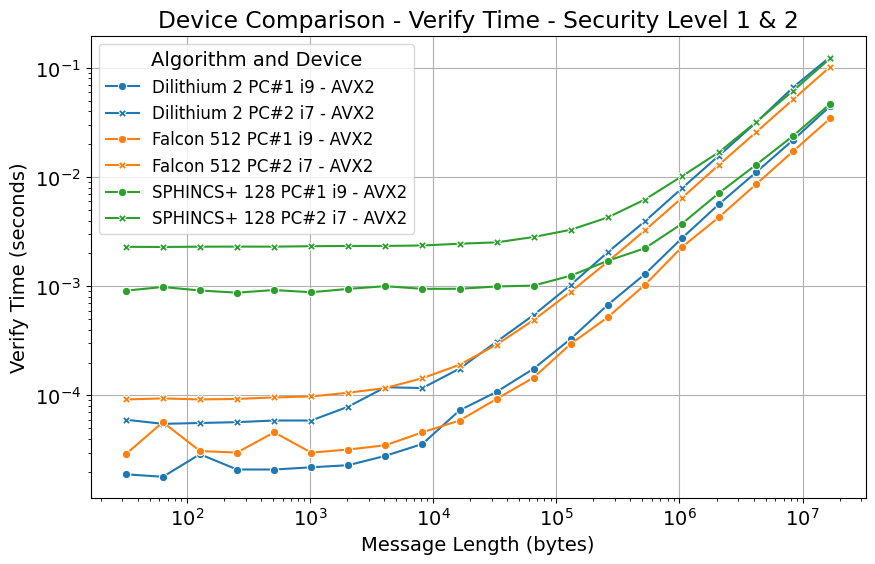 Device Comparison - Verify Time - Security Level 1 & 2
Algorithm and Device
Dilithium 2 PC#1 i9 - AVX2
Dilithium 2 PC#2 i7 - AVX2
Falcon 512 PC#1 i9 - AVX2
Falcon 512 PC#2 i7 - AVX2
SPHINCS+ 128 PC#1 i9 - AVX2
SPHINCS+ 128 PC#2 i7 - AVX2
Verify Time (seconds)
10⁻¹
10⁻²
10⁻³
10⁻⁴
10²
10³
10⁴
10⁵
10⁶
10⁷
Message Length (bytes)